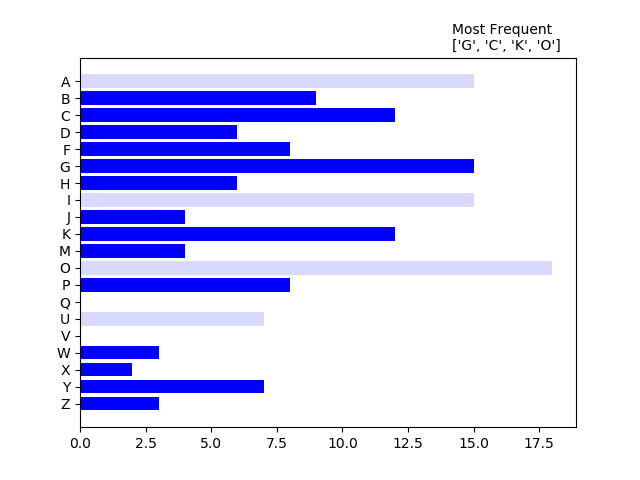 Most Frequent
['G', 'C', 'K', 'O']
A
B
C
D
F
G
H
I
J
K
M
O
P
Q
U
V
W
X
Y
Z
0.0 2.5 5.0 7.5 10.0 12.5 15.0 17.5